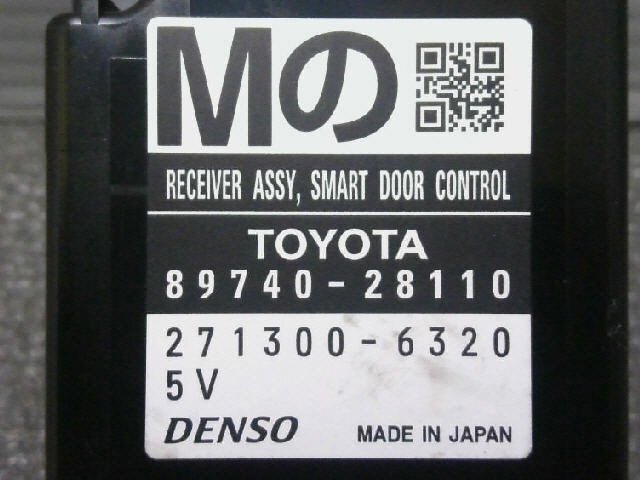 Mの
RECEIVER ASSY, SMART DOOR CONTROL
TOYOTA
89740-28110
271300-6320
5V
DENSO MADE IN JAPAN